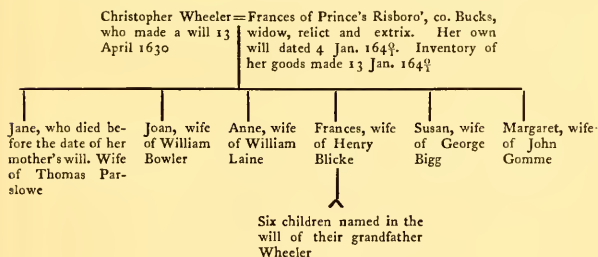 Christopher Wheeler=Frances of Prince's Risboro', co. Bucks,
who made a will 13 widow, relict and extrix. Her own
April 1630 will dated 4 Jan. 164⁰⁄₁. Inventory of
her goods made 13 Jan. 164⁰⁄₁
Jane, who died be-
fore the date of her
mother's will. Wife
of Thomas Par-
slowe
Joan, wife
of William
Bowler
Anne, wife
of William
Laine
Frances, wife
of Henry
Blicke
Susan, wife
of George
Bigg
Margaret, wife
of John
Gomme
Six children named in the
will of their grandfather
Wheeler